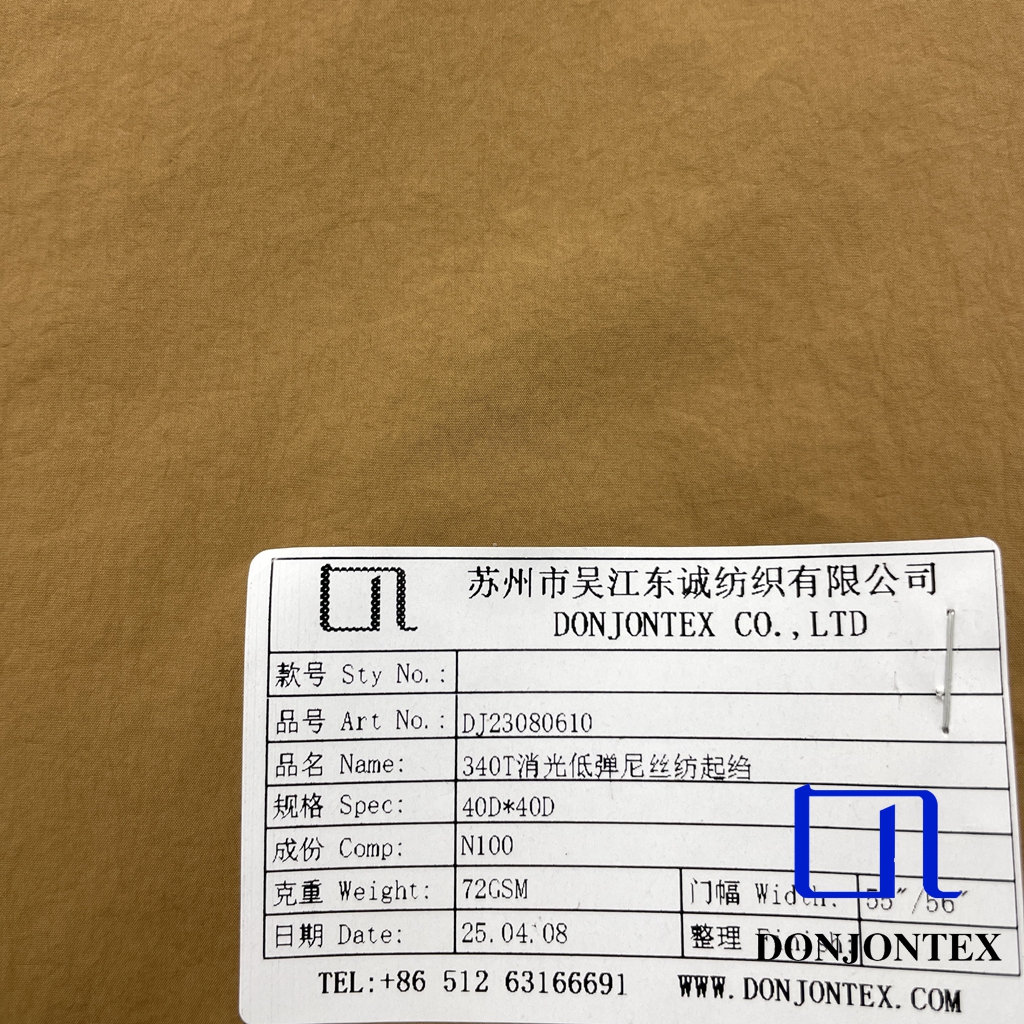 苏州市吴江东诚纺织有限公司
DONJONTEX CO.,LTD
款号 Sty No.:
品号 Art No.: DJ23080610
品名 Name: 340T消光低弹尼丝纺起绉
规格 Spec: 40D*40D
成份 Comp: N100
克重 Weight: 72GSM 门幅 Width: 55"/56"
日期 Date: 25.04.08 整理
DONJONTEX
TEL:+86 512 63166691 WWW.DONJONTEX.COM